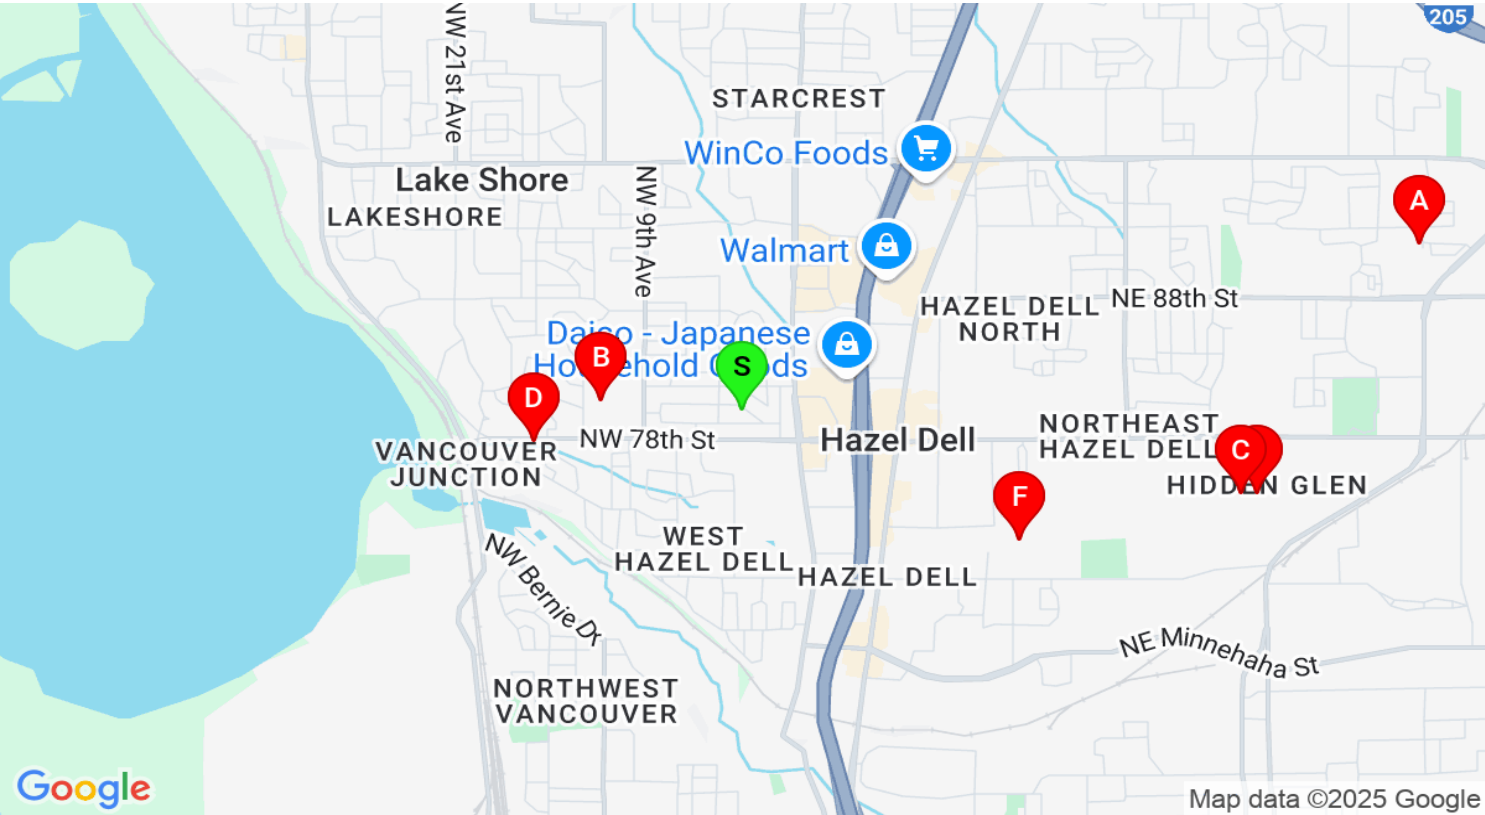 205
NW 21st Ave
STARCREST
WinCo Foods
Lake Shore
LAKESHORE
NW 9th Ave
A
Walmart
HAZEL DELL
NORTH
NE 88th St
Daiso - Japanese
Household Goods
B
S
D
NW 78th St
Hazel Dell
NORTHEAST
HAZEL DELL
VANCOUVER
JUNCTION
C
HIDDEN GLEN
F
WEST
HAZEL DELL
HAZEL DELL
NW Bernie Dr
NE Minnehaha St
NORTHWEST
VANCOUVER
Google
Map data ©2025 Google